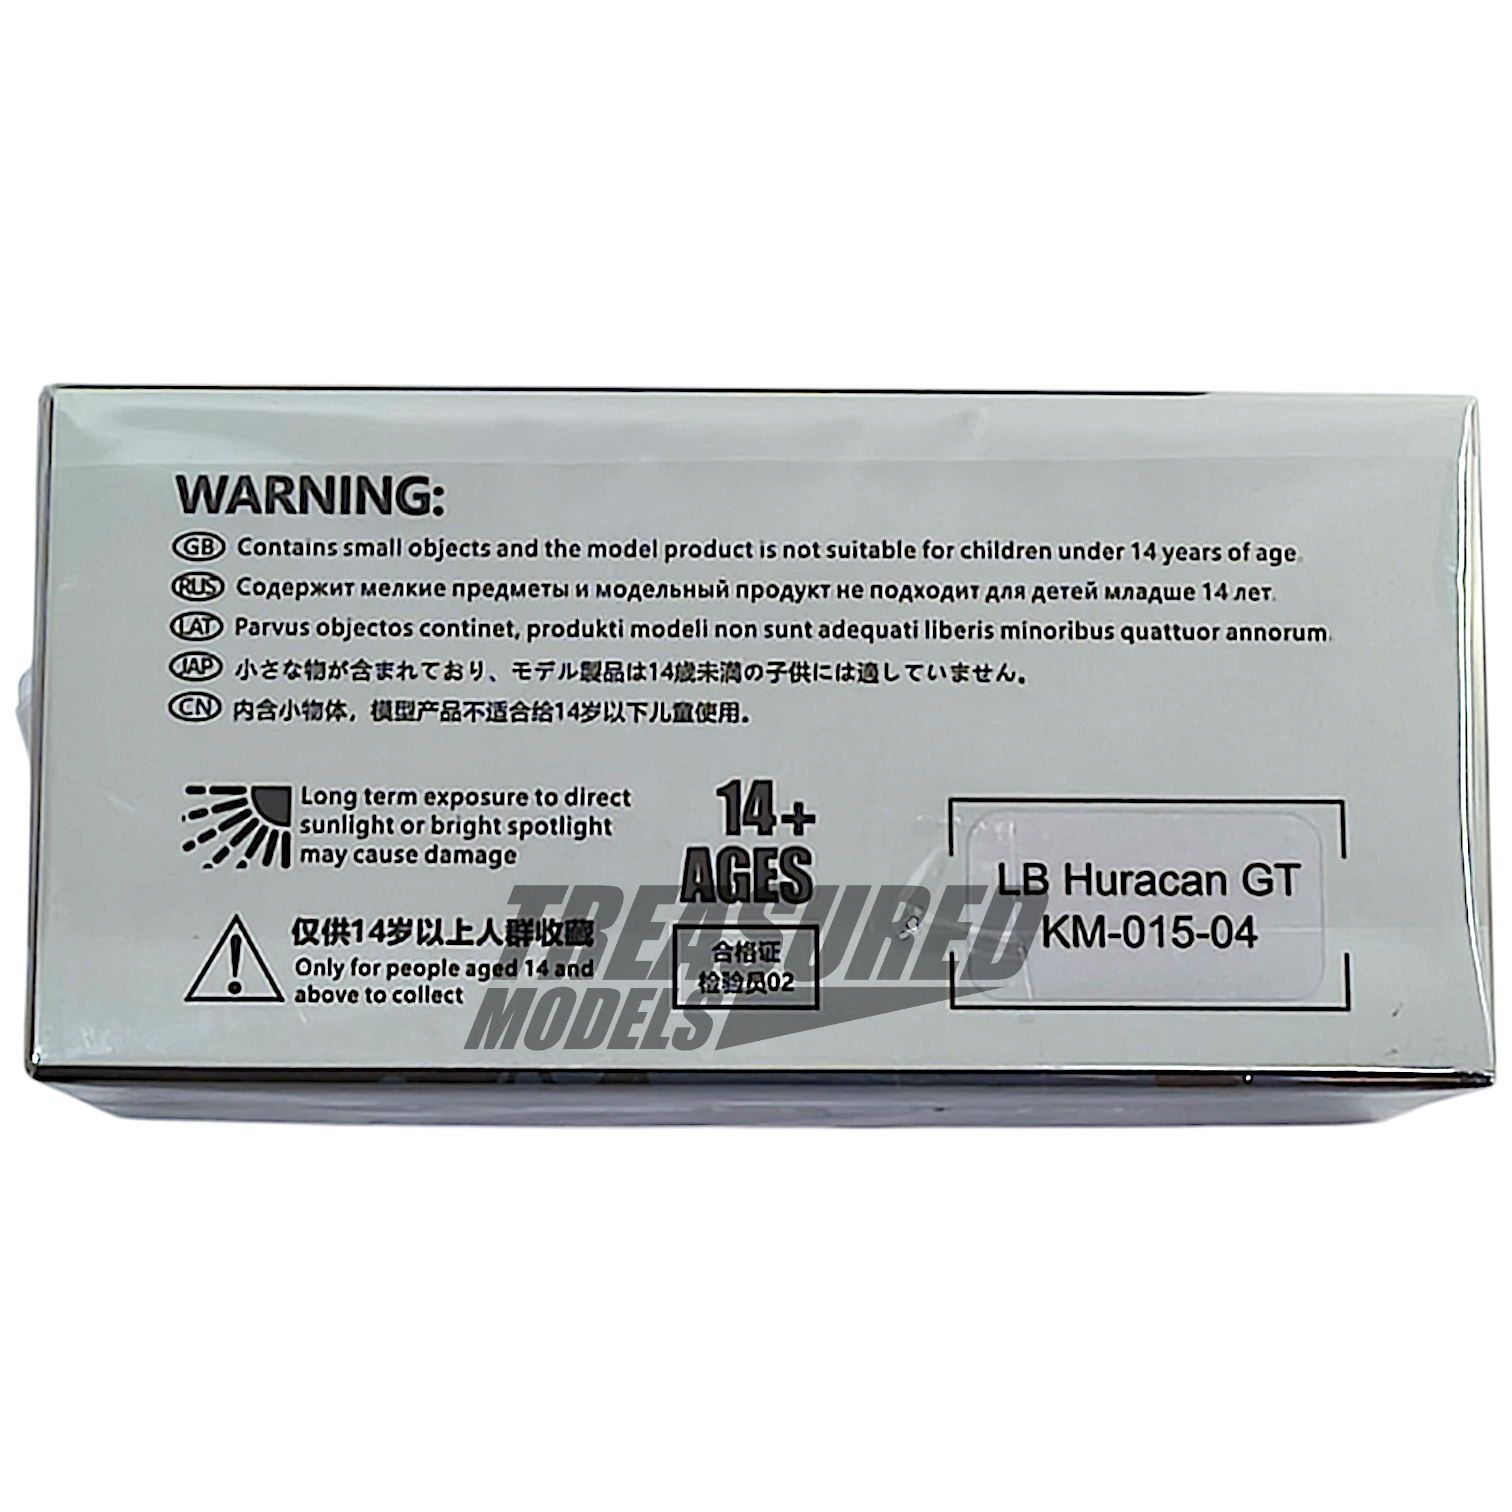 WARNING:
GB Contains small objects and the model product is not suitable for children under 14 years of age.
RUS Содержит мелкие предметы и модельный продукт не подходит для детей младше 14 лет.
LAT Parvus objectos continet, produkti modeli non sunt adequati liberis minoribus quattuor annorum.
JAP 小さな物が含まれており、モデル製品は14歳未満の子供には適していません。
CN 内含小物体，模型产品不适合给14岁以下儿童使用。
Long term exposure to direct
sunlight or bright spotlight
may cause damage
14+
AGES
仅供14岁以上人群收藏
Only for people aged 14 and
above to collect
合格证
检验员02
LB Huracan GT
KM-015-04
TREASURED
MODELS